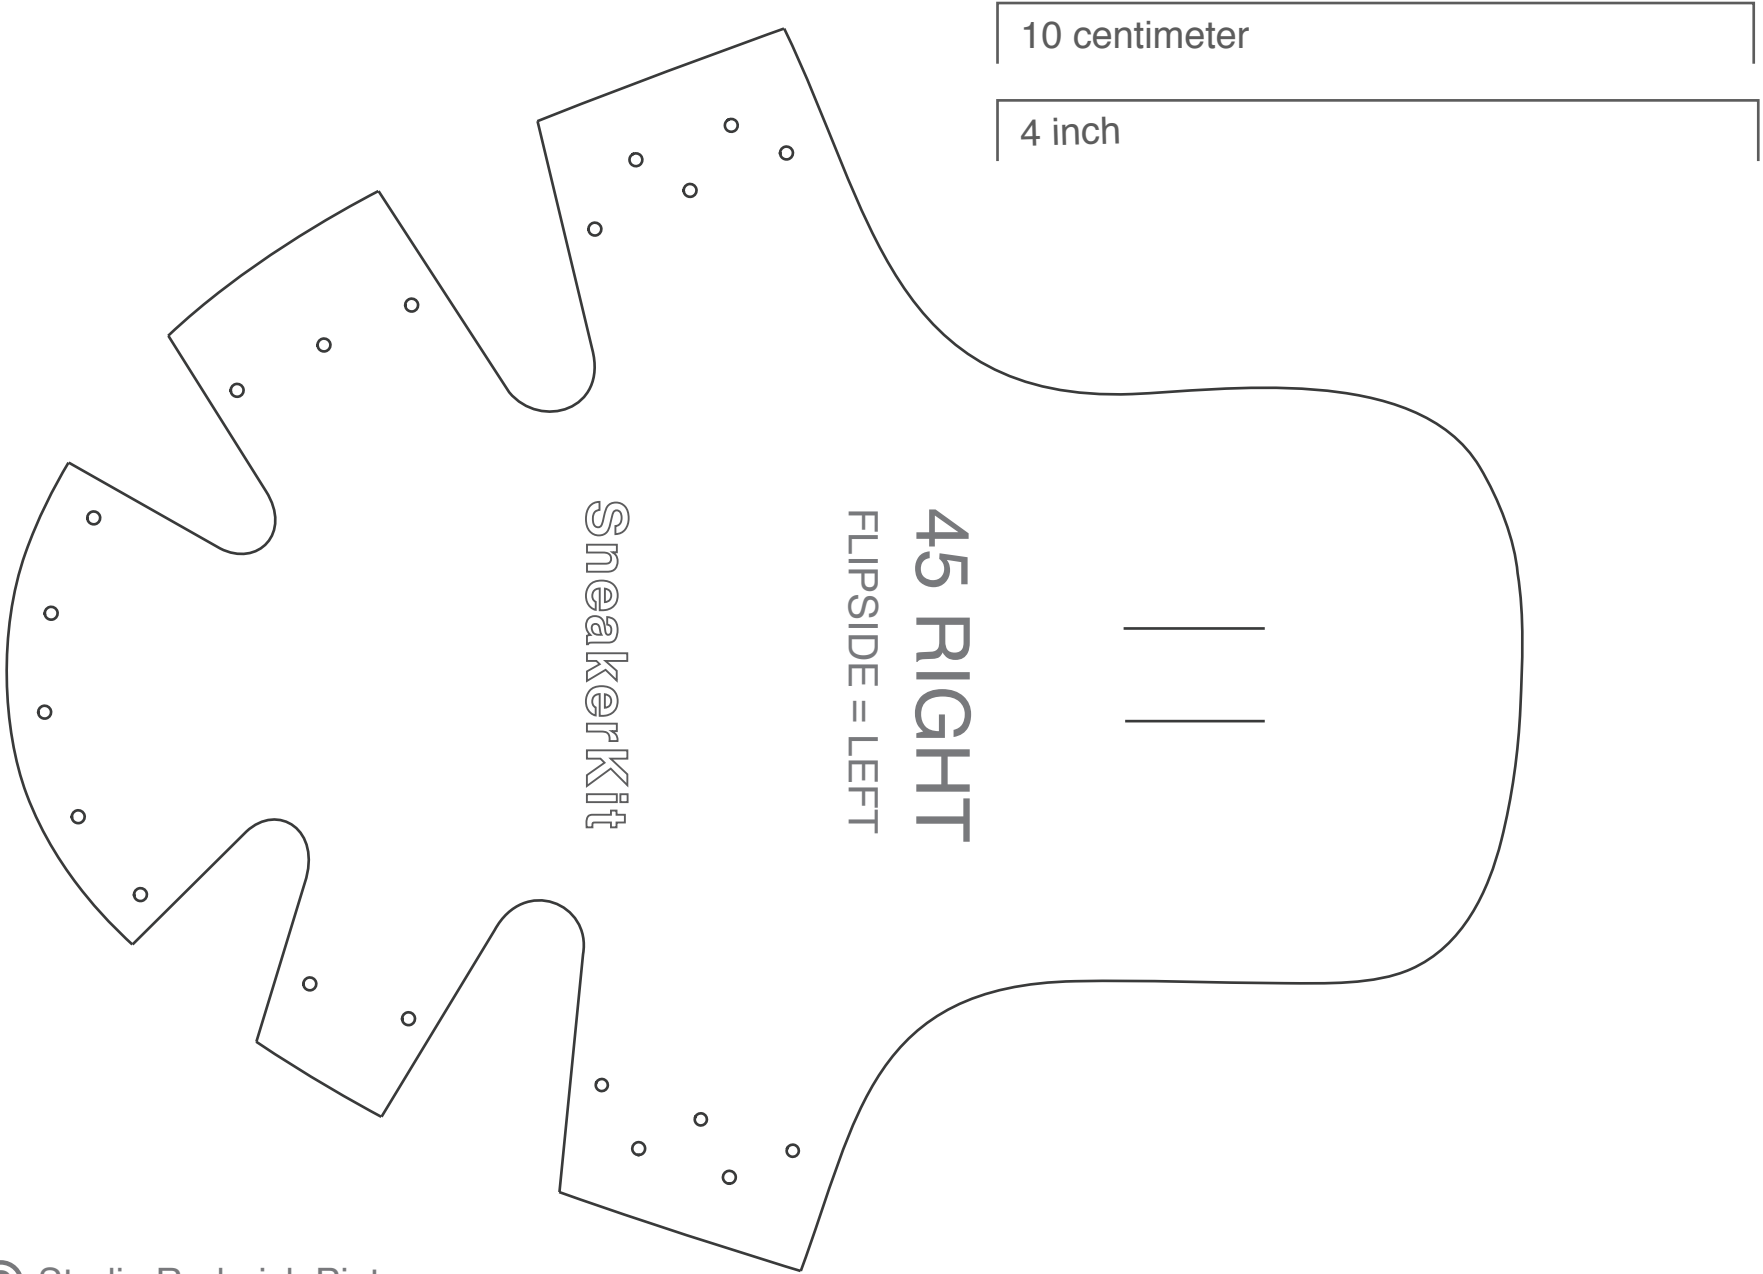 10 centimeter
4 inch
45 RIGHT
FLIPSIDE = LEFT
SneakerKit